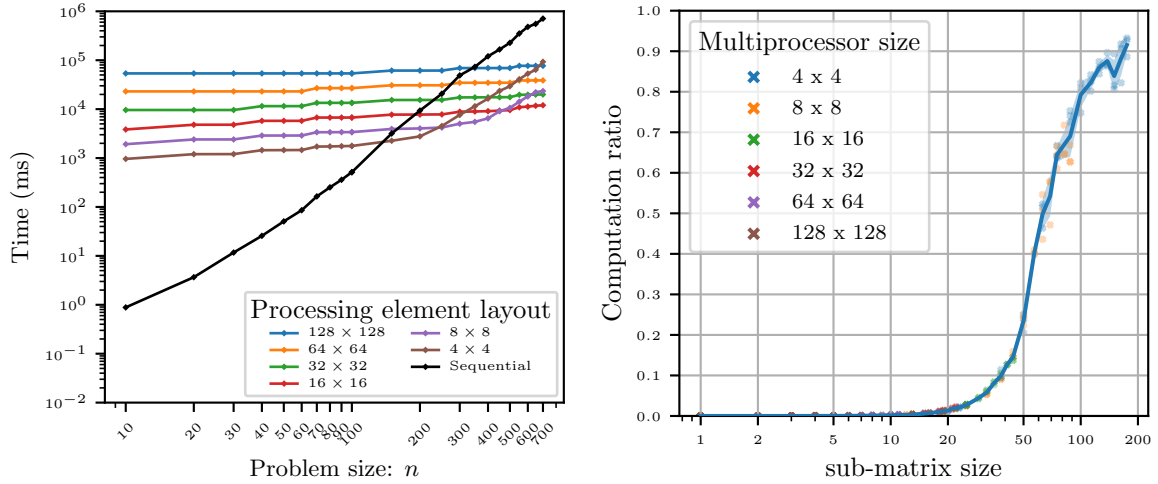 10^6
10^5
10^4
10^3
10^2
10^1
10^0
10^−1
10^−2
Time (ms)
Processing element layout
128 × 128
64 × 64
32 × 32
16 × 16
8 × 8
4 × 4
Sequential
10
20
30
40
50
60
70
80
90
100
200
300
400
500
600
700
Problem size: n
1.0
0.9
0.8
0.7
0.6
0.5
0.4
0.3
0.2
0.1
0.0
Computation ratio
Multiprocessor size
4 x 4
8 x 8
16 x 16
32 x 32
64 x 64
128 x 128
1
2
5
10
20
50
100
200
sub-matrix size